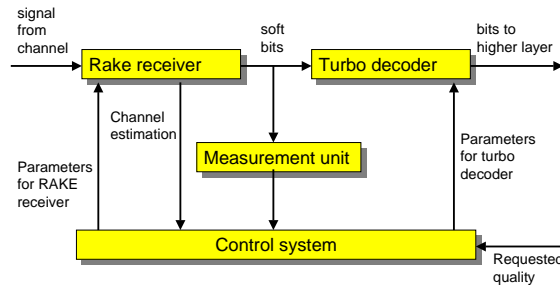 signal
from
channel
soft
bits
bits to
higher layer
Rake receiver
Turbo decoder
Channel
estimation
Measurement unit
Parameters
for RAKE
receiver
Parameters
for turbo
decoder
Control system
Requested
quality